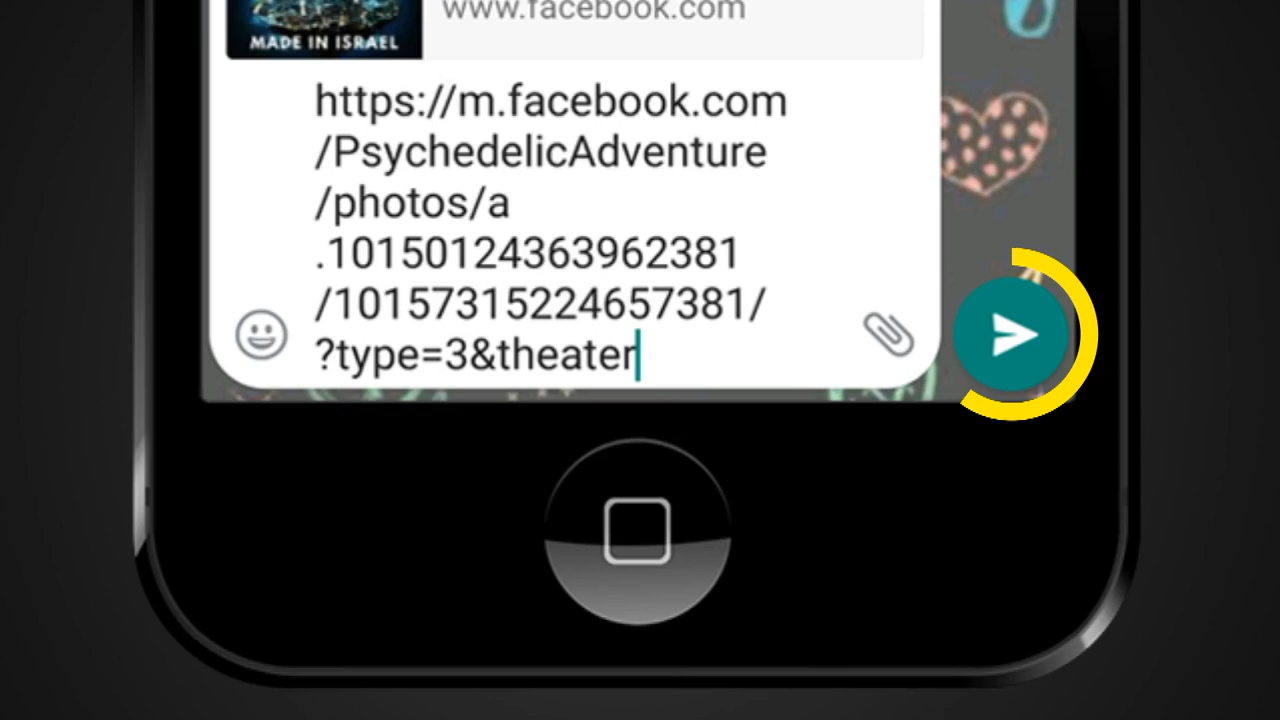 www.facebook.com
MADE IN ISRAEL
https://m.facebook.com
/PsychedelicAdventure
/photos/a
.10150124363962381
/10157315224657381/
?type=3&theater